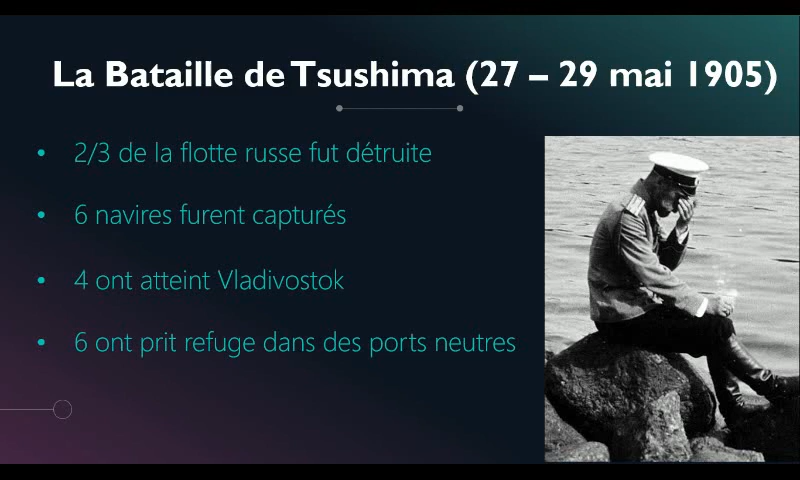 La Bataille de Tsushima (27 – 29 mai 1905)
• 2/3 de la flotte russe fut détruite
• 6 navires furent capturés
• 4 ont atteint Vladivostok
• 6 ont prit refuge dans des ports neutres